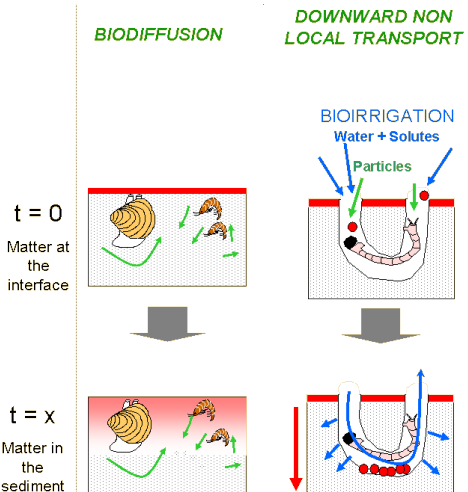 BIODIFFUSION
DOWNWARD NON
LOCAL TRANSPORT
BIOIRRIGATION
Water + Solutes
Particles
t = 0
Matter at
the
interface
t = x
Matter in
the
sediment